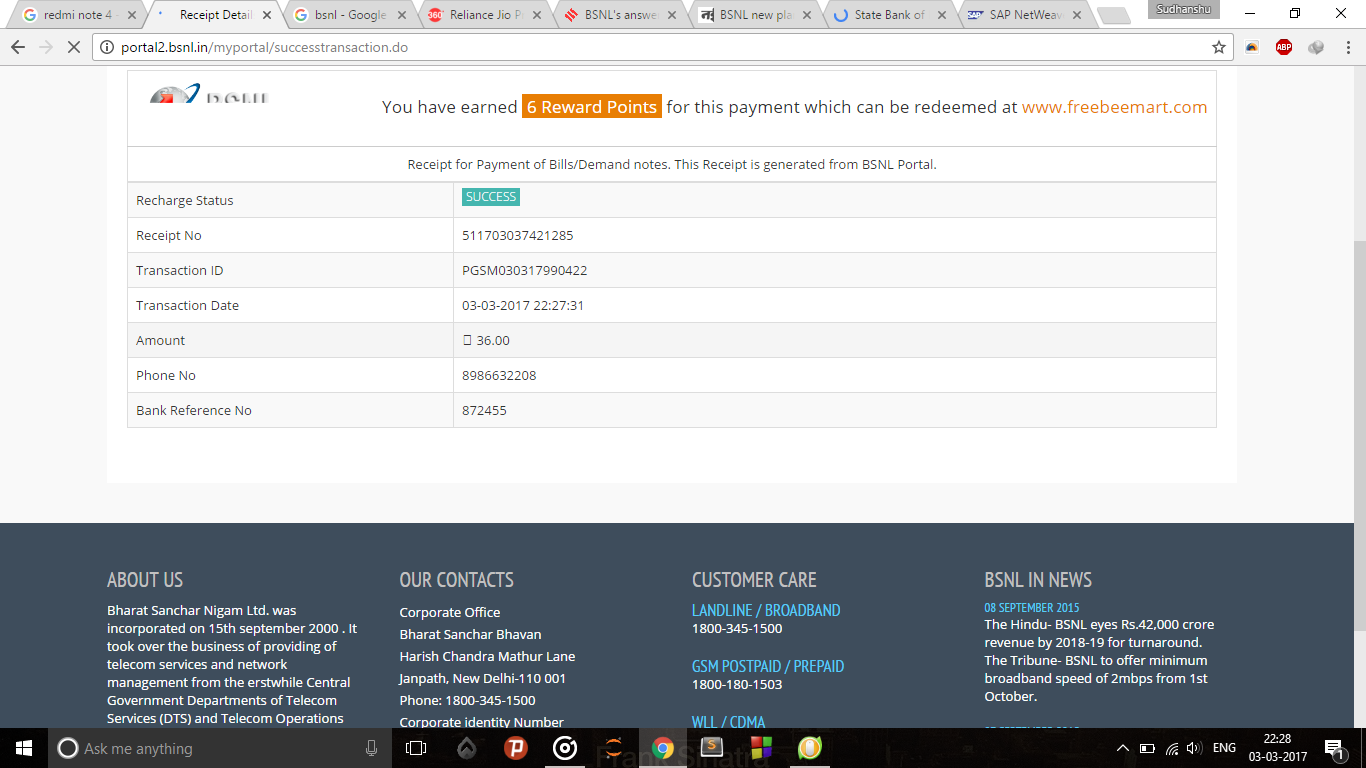 redmi note 4 -
Receipt Detail
bsnl - Google
Reliance Jio P
BSNL's answe
BSNL new pla
State Bank of
SAP NetWeav
Sudhanshu
portal2.bsnl.in/myportal/successtransaction.do
ABP
BSNL
You have earned 6 Reward Points for this payment which can be redeemed at www.freebeemart.com
Receipt for Payment of Bills/Demand notes. This Receipt is generated from BSNL Portal.
Recharge Status SUCCESS
Receipt No 511703037421285
Transaction ID PGSM030317990422
Transaction Date 03-03-2017 22:27:31
Amount 36.00
Phone No 8986632208
Bank Reference No 872455
ABOUT US
Bharat Sanchar Nigam Ltd. was
incorporated on 15th september 2000 . It
took over the business of providing of
telecom services and network
management from the erstwhile Central
Government Departments of Telecom
Services (DTS) and Telecom Operations
OUR CONTACTS
Corporate Office
Bharat Sanchar Bhavan
Harish Chandra Mathur Lane
Janpath, New Delhi-110 001
Phone: 1800-345-1500
Corporate identity Number
CUSTOMER CARE
LANDLINE / BROADBAND
1800-345-1500
GSM POSTPAID / PREPAID
1800-180-1503
WLL / CDMA
BSNL IN NEWS
08 SEPTEMBER 2015
The Hindu- BSNL eyes Rs.42,000 crore
revenue by 2018-19 for turnaround.
The Tribune- BSNL to offer minimum
broadband speed of 2mbps from 1st
October.
Ask me anything
Frank Sinatra
ENG
22:28
03-03-2017
1